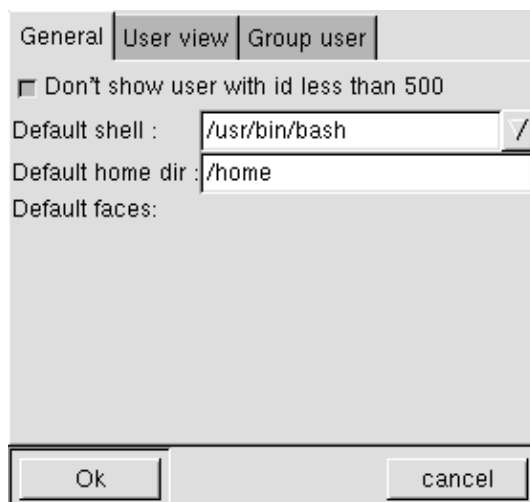 General User view Group user
Don't show user with id less than 500
Default shell : /usr/bin/bash
Default home dir : /home
Default faces:
Ok cancel